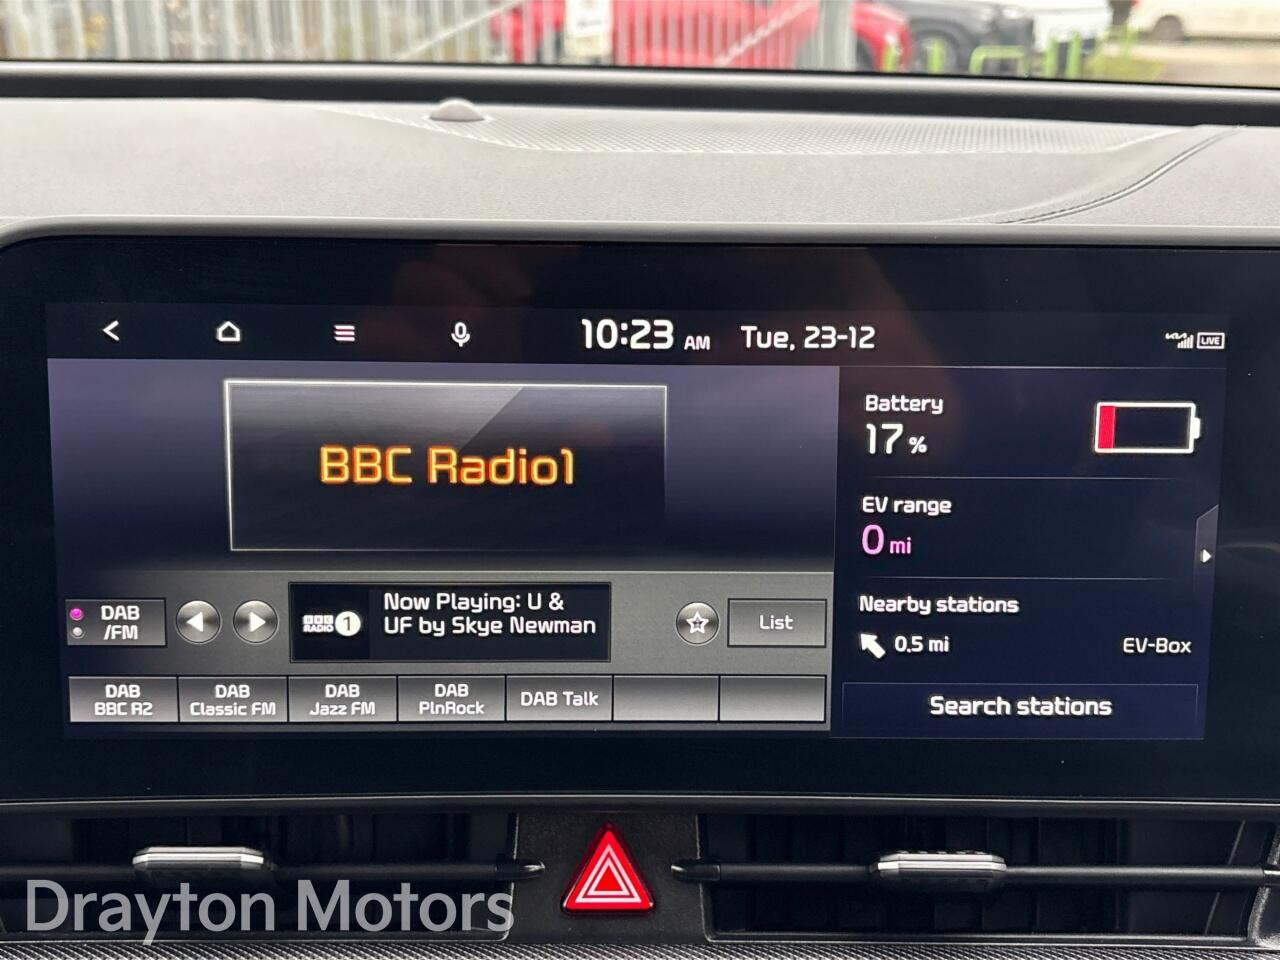 10:23 AM Tue, 23-12
LIVE
BBC Radio1
DAB
/FM
BBC
RADIO 1
Now Playing: U &
UF by Skye Newman
List
DAB
BBC R2
DAB
Classic FM
DAB
Jazz FM
DAB
PlnRock
DAB Talk
Battery
17 %
EV range
0 mi
Nearby stations
0.5 mi EV-Box
Search stations
Drayton Motors